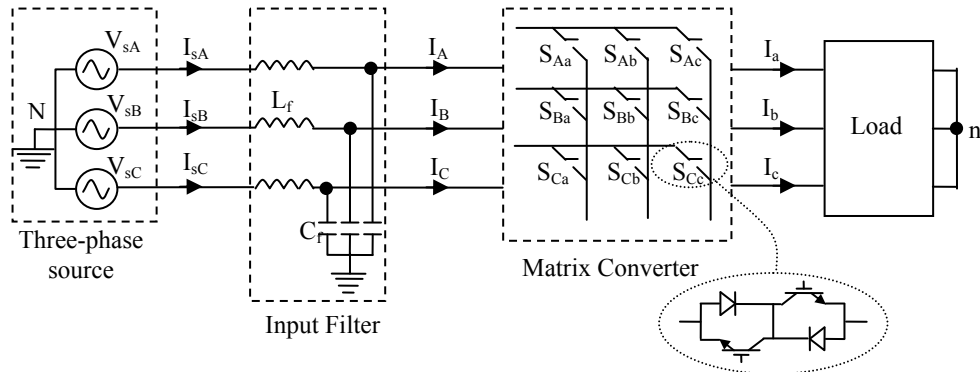 V_sA I_sA I_A S_Aa S_Ab S_Ac I_a
N V_sB I_sB L_f I_B S_Ba S_Bb S_Bc I_b Load n
V_sC I_sC I_C S_Ca S_Cb S_Cc I_c
C_f
Three-phase
source
Input Filter
Matrix Converter